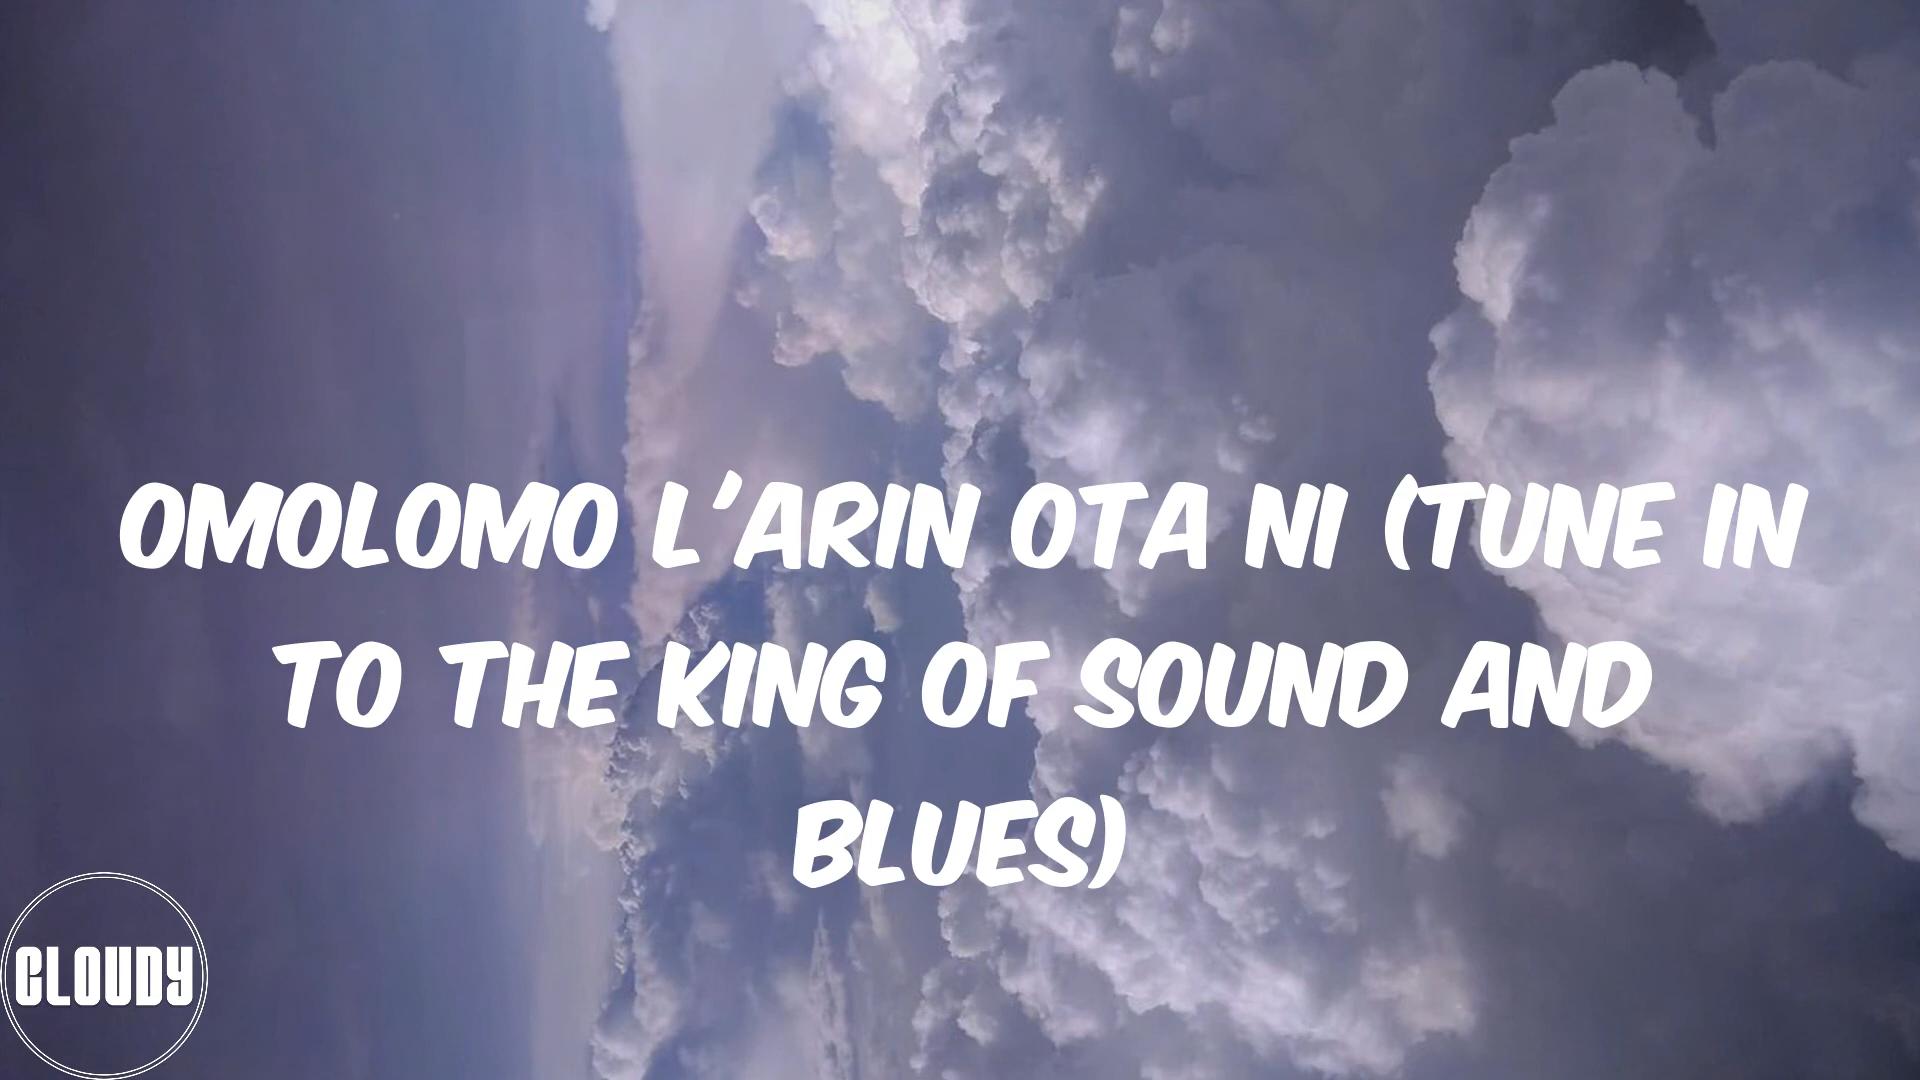 OMOLOMO L'ARIN OTA NI (TUNE IN
TO THE KING OF SOUND AND
BLUES)
CLOUDY